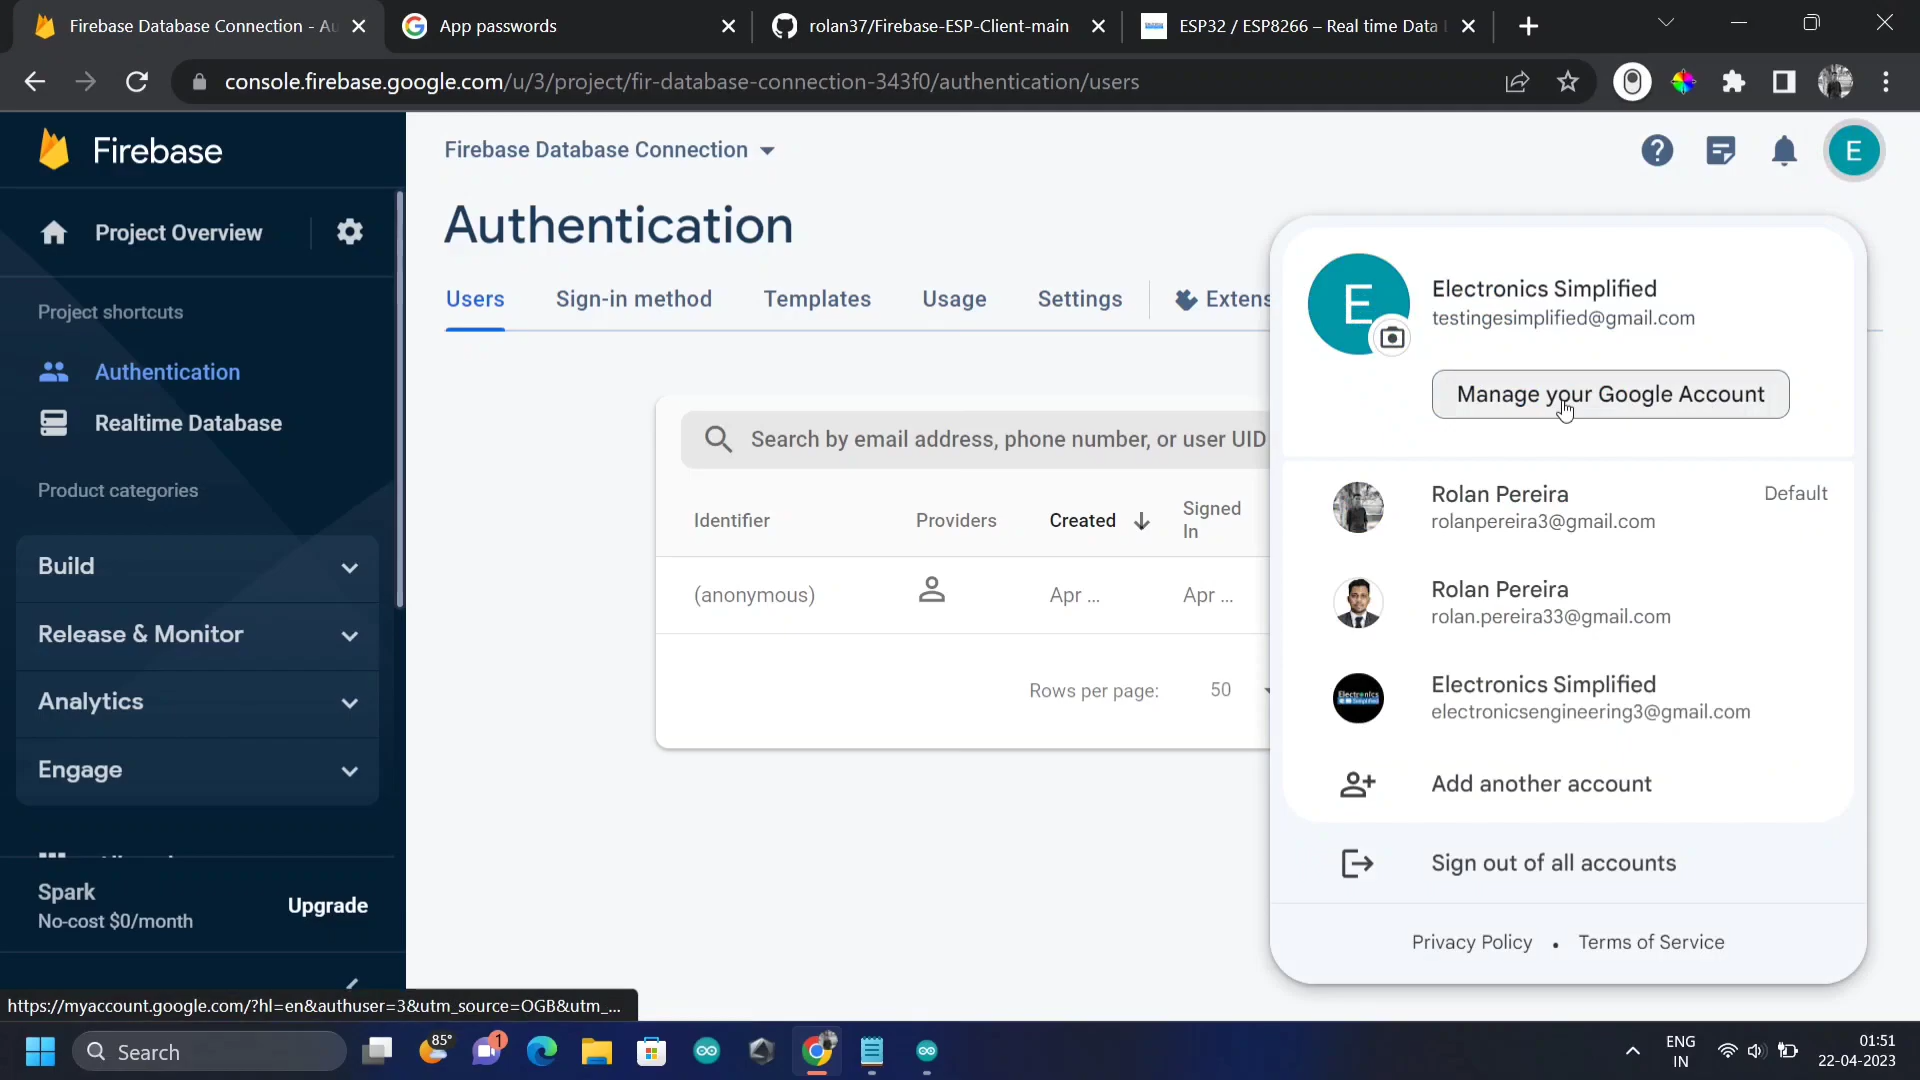 Firebase Database Connection - Au
App passwords
rolan37/Firebase-ESP-Client-main
ESP32 / ESP8266 – Real time Data
console.firebase.google.com/u/3/project/fir-database-connection-343f0/authentication/users
Firebase
Firebase Database Connection
E
Project Overview
Authentication
Users
Sign-in method
Templates
Usage
Settings
Extens
Project shortcuts
Authentication
Realtime Database
Product categories
Build
Release & Monitor
Analytics
Engage
Spark
No-cost $0/month
Upgrade
Search by email address, phone number, or user UID
Identifier
Providers
Created
Signed
In
(anonymous)
Apr ...
Apr ...
Rows per page:
50
E
Electronics Simplified
testingesimplified@gmail.com
Manage your Google Account
Rolan Pereira
Default
rolanpereira3@gmail.com
Rolan Pereira
rolan.pereira33@gmail.com
Electronics Simplified
electronicsengineering3@gmail.com
Add another account
Sign out of all accounts
Privacy Policy • Terms of Service
https://myaccount.google.com/?hl=en&authuser=3&utm_source=OGB&utm_...
Search
85°
1
ENG
IN
01:51
22-04-2023